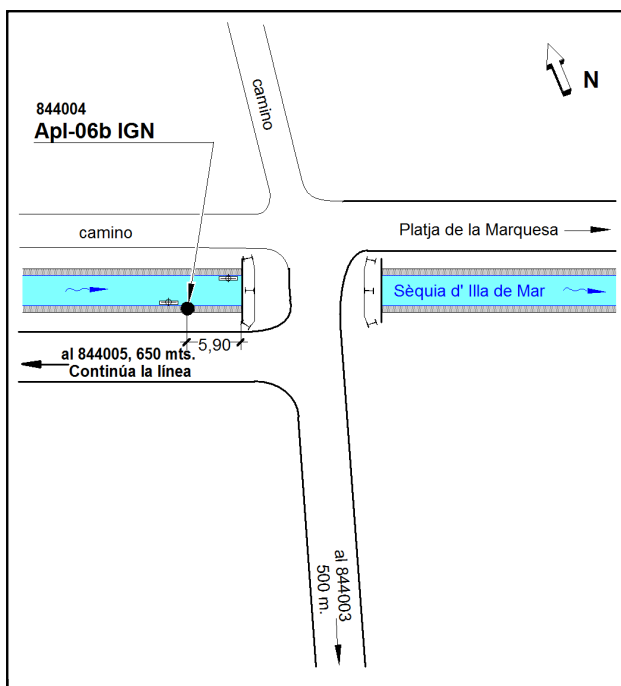 camino
N
844004
Apl-06b IGN
camino
Platja de la Marquesa
Sèquia d' Illa de Mar
5,90
al 844005, 650 mts.
Continúa la línea
al 844003
500 m.